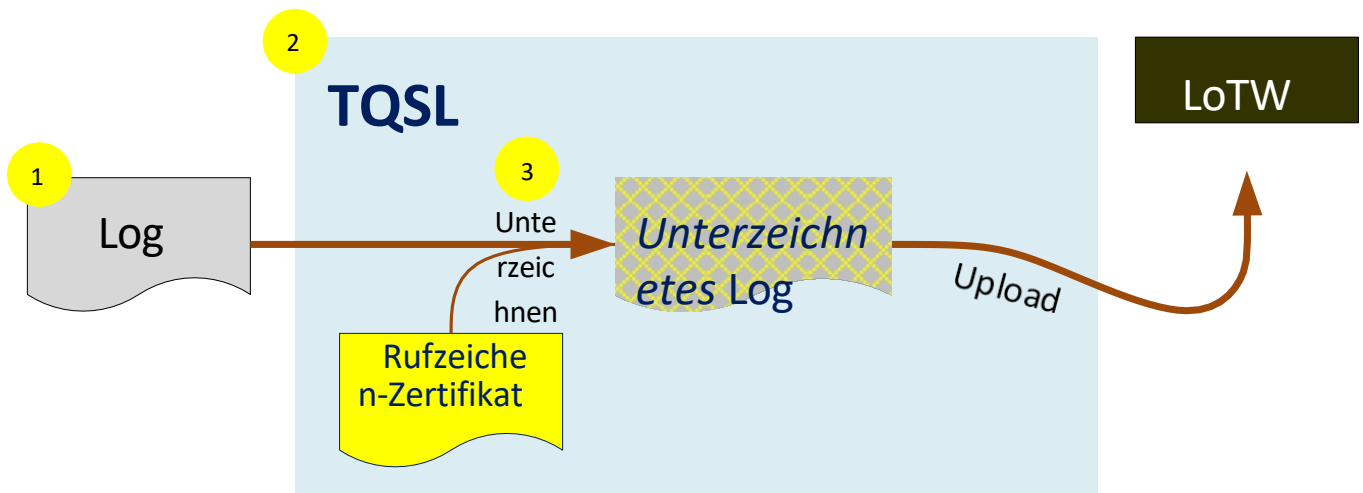 2
TQSL
LoTW
1
Log
3
Unte
rzeic
hnen
Unterzeichn
etes Log
Upload
Rufzeiche
n-Zertifikat